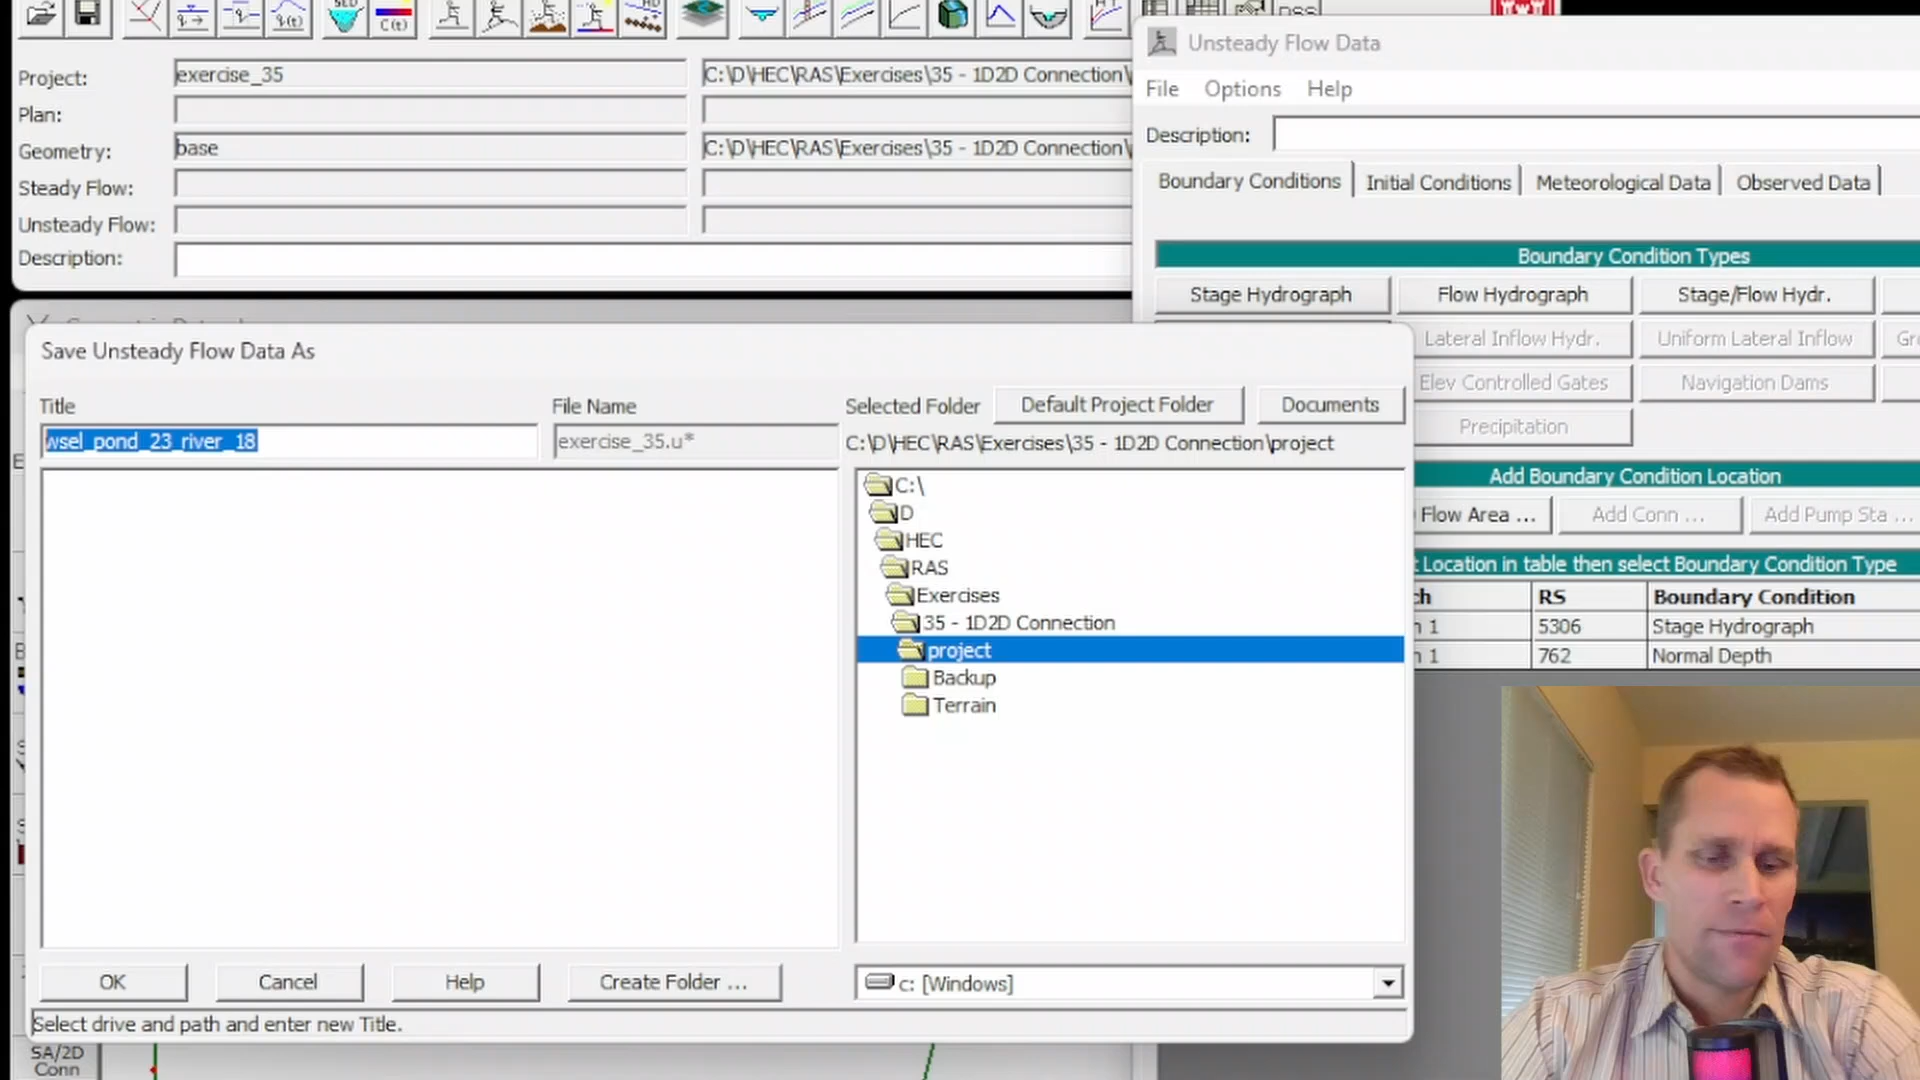 Project: exercise_35 C:\D\HEC\RAS\Exercises\35 - 1D2D Connection\
Plan:
Geometry: base C:\D\HEC\RAS\Exercises\35 - 1D2D Connection\
Steady Flow:
Unsteady Flow:
Description:
Unsteady Flow Data
File Options Help
Description:
Boundary Conditions Initial Conditions Meteorological Data Observed Data
Boundary Condition Types
Stage Hydrograph Flow Hydrograph Stage/Flow Hydr.
Lateral Inflow Hydr. Uniform Lateral Inflow Gr
Elev Controlled Gates Navigation Dams
Precipitation
Add Boundary Condition Location
Flow Area ... Add Conn ... Add Pump Sta ...
Location in table then select Boundary Condition Type
ch RS Boundary Condition
1 5306 Stage Hydrograph
1 762 Normal Depth
Save Unsteady Flow Data As
Title File Name Selected Folder Default Project Folder Documents
wsel_pond_23_river_18 exercise_35.u* C:\D\HEC\RAS\Exercises\35 - 1D2D Connection\project
C:\
D
HEC
RAS
Exercises
35 - 1D2D Connection
project
Backup
Terrain
OK Cancel Help Create Folder ... c: [Windows]
Select drive and path and enter new Title.
SA/2D
Conn